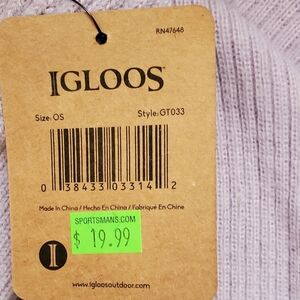 RN47648
IGLOOS
Size: OS Style: GT033
0 38433 03314 2
Made in China / Hecho En China / Fabriqué En Chine
SPORTSMANS.COM
$ 19.99
I
www.igloosoutdoor.com